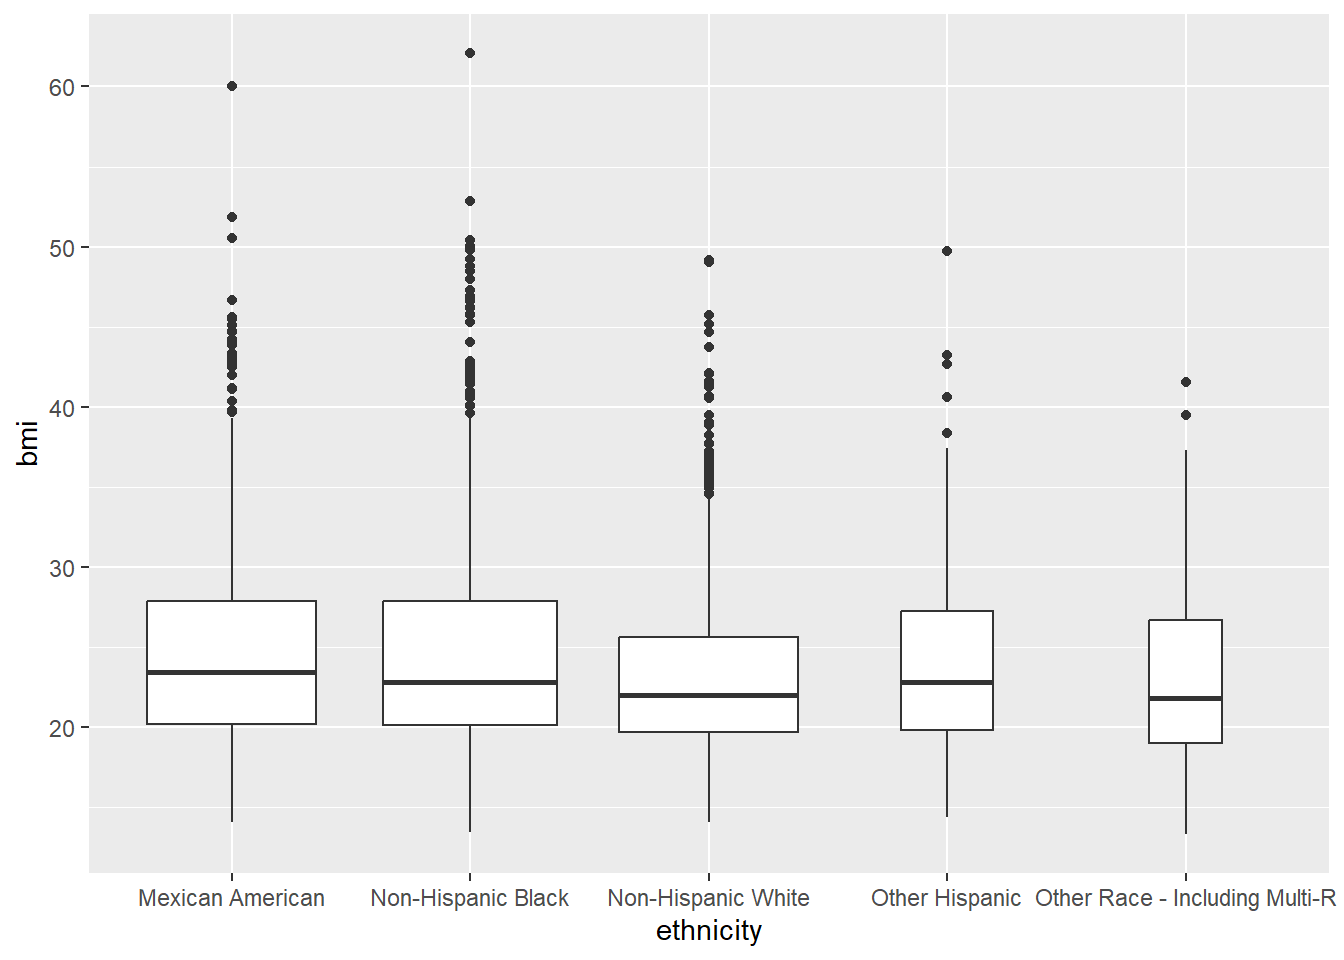 60
50
40
30
20
bmi
Mexican American
Non-Hispanic Black
Non-Hispanic White
Other Hispanic
Other Race - Including Multi-R
ethnicity